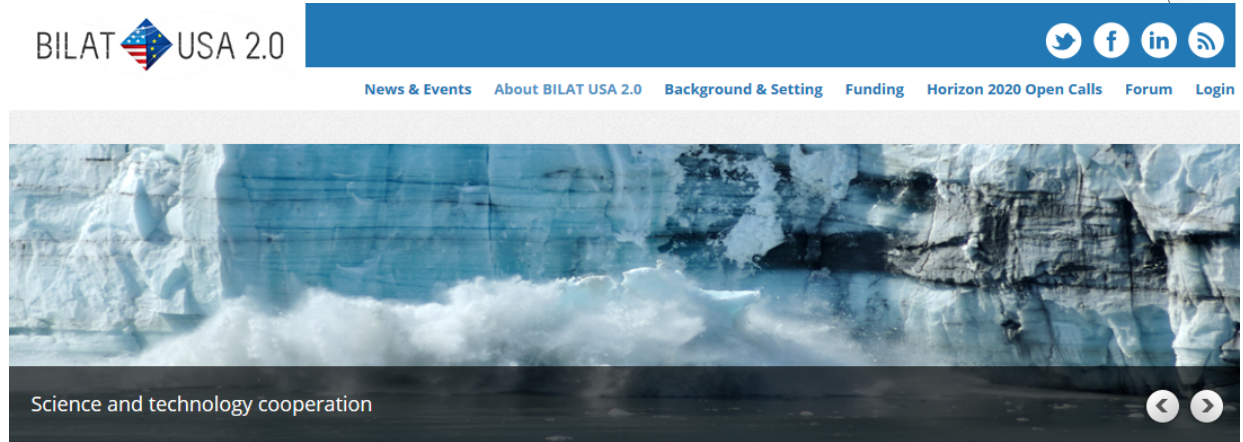 BILAT USA 2.0
News & Events About BILAT USA 2.0 Background & Setting Funding Horizon 2020 Open Calls Forum Login
Science and technology cooperation